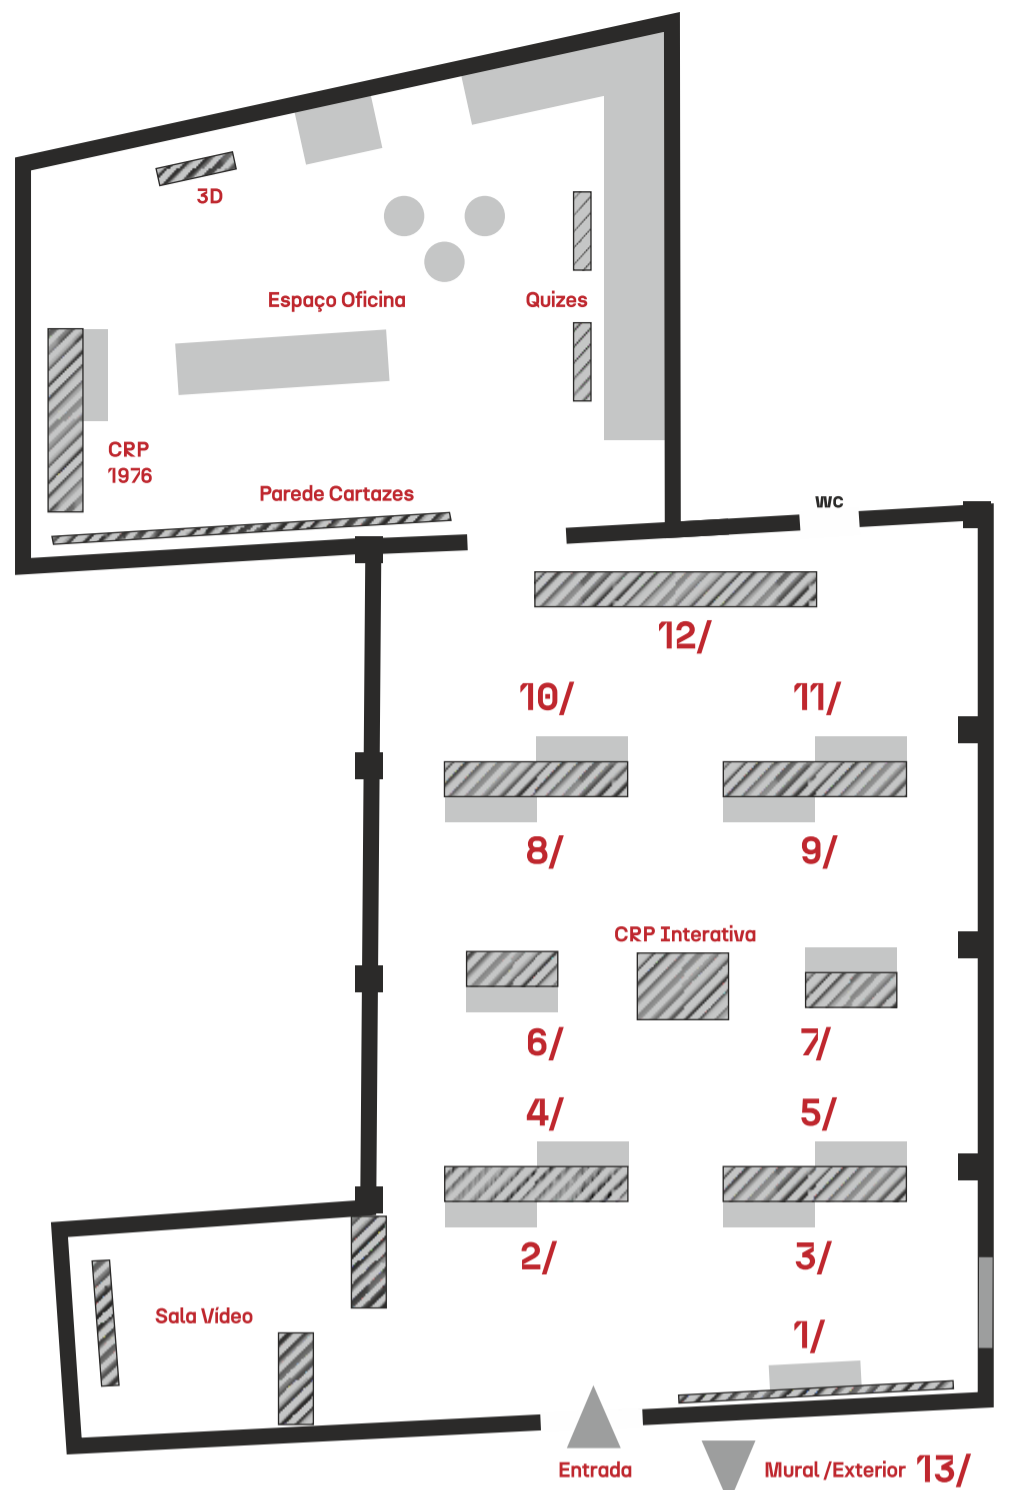 3D
Espaço Oficina
Quizes
CRP
1976
Parede Cartazes
WC
12/
10/
11/
8/
9/
CRP Interativa
6/
7/
4/
5/
2/
3/
Sala Vídeo
1/
Entrada
Mural /Exterior 13/